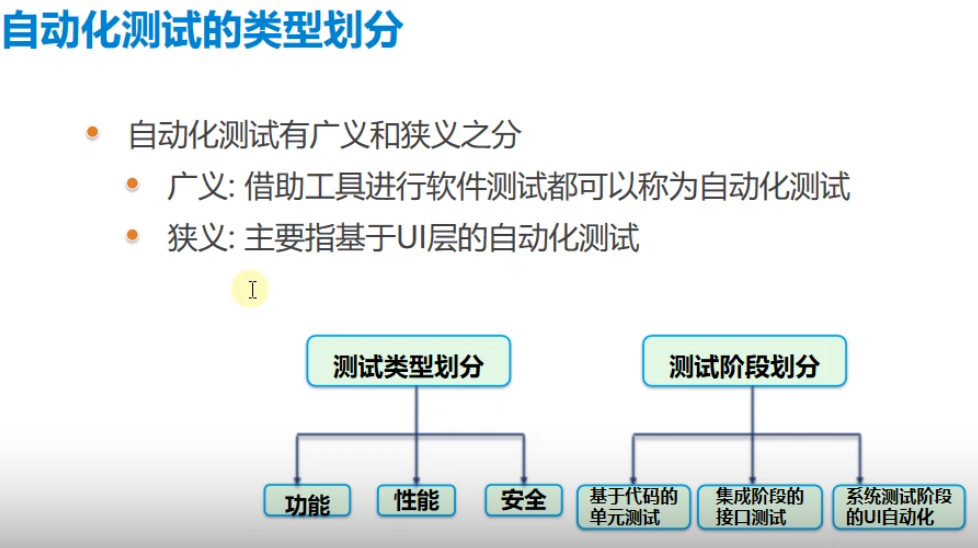 自动化测试的类型划分
自动化测试有广义和狭义之分
广义: 借助工具进行软件测试都可以称为自动化测试
狭义: 主要指基于UI层的自动化测试
测试类型划分
测试阶段划分
功能
性能
安全
基于代码的
单元测试
集成阶段的
接口测试
系统测试阶段
的UI自动化